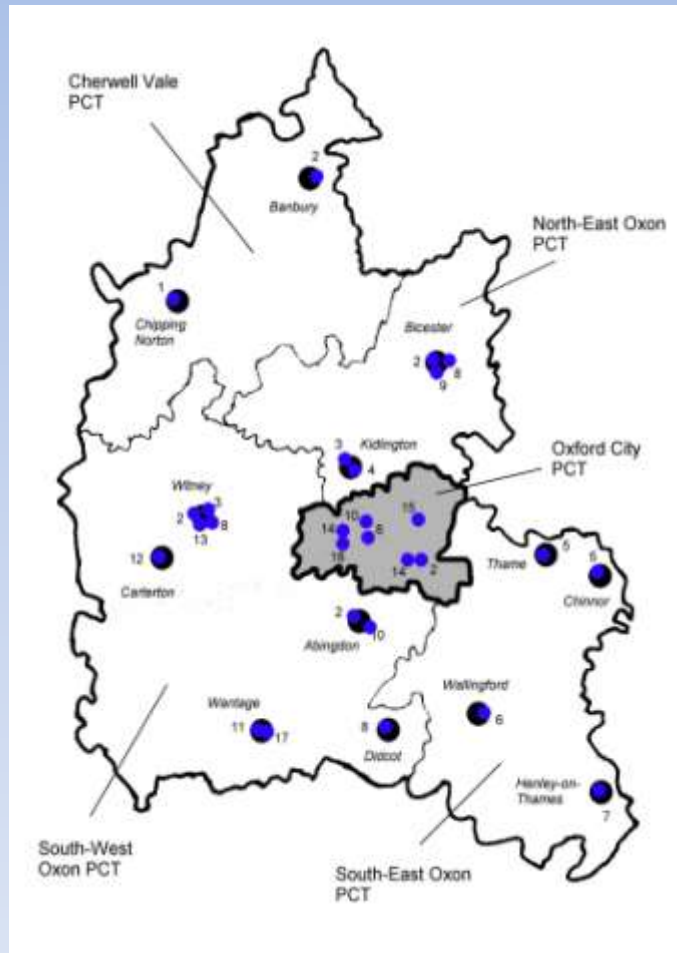 Cherwell Vale
PCT
2
Banbury
North-East Oxon
PCT
1
Chipping
Norton
Bicester
2
8
9
Kidlington
3
4
Oxford City
PCT
Witney
3
2
8
13
10
15
14
6
16
14
2
12
Carterton
Thame
5
5
Chinnor
2
10
Abingdon
Wallingford
6
Wantage
11
17
8
Didcot
Henley-on-
Thames
7
South-West
Oxon PCT
South-East Oxon
PCT